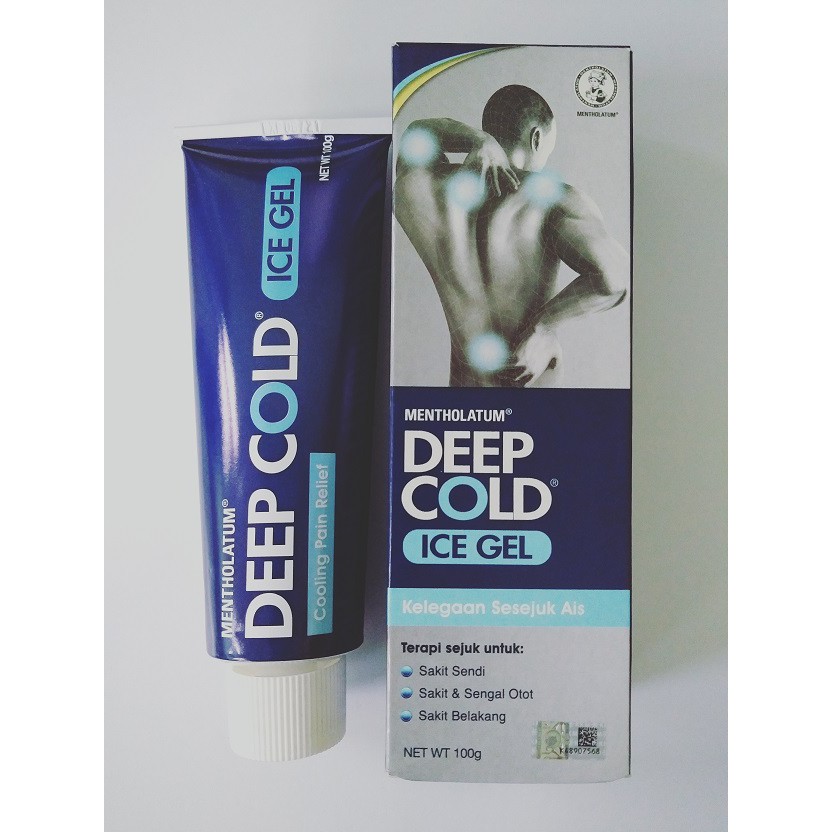 MENTHOLATUM®
DEEP COLD®
ICE GEL
Cooling Pain Relief
NET WT 100g
MENTHOLATUM®
MENTHOLATUM®
DEEP
COLD®
ICE GEL
Kelegaan Sesejuk Ais
Terapi sejuk untuk:
Sakit Sendi
Sakit & Sengal Otot
Sakit Belakang
NET WT 100g
K48907568